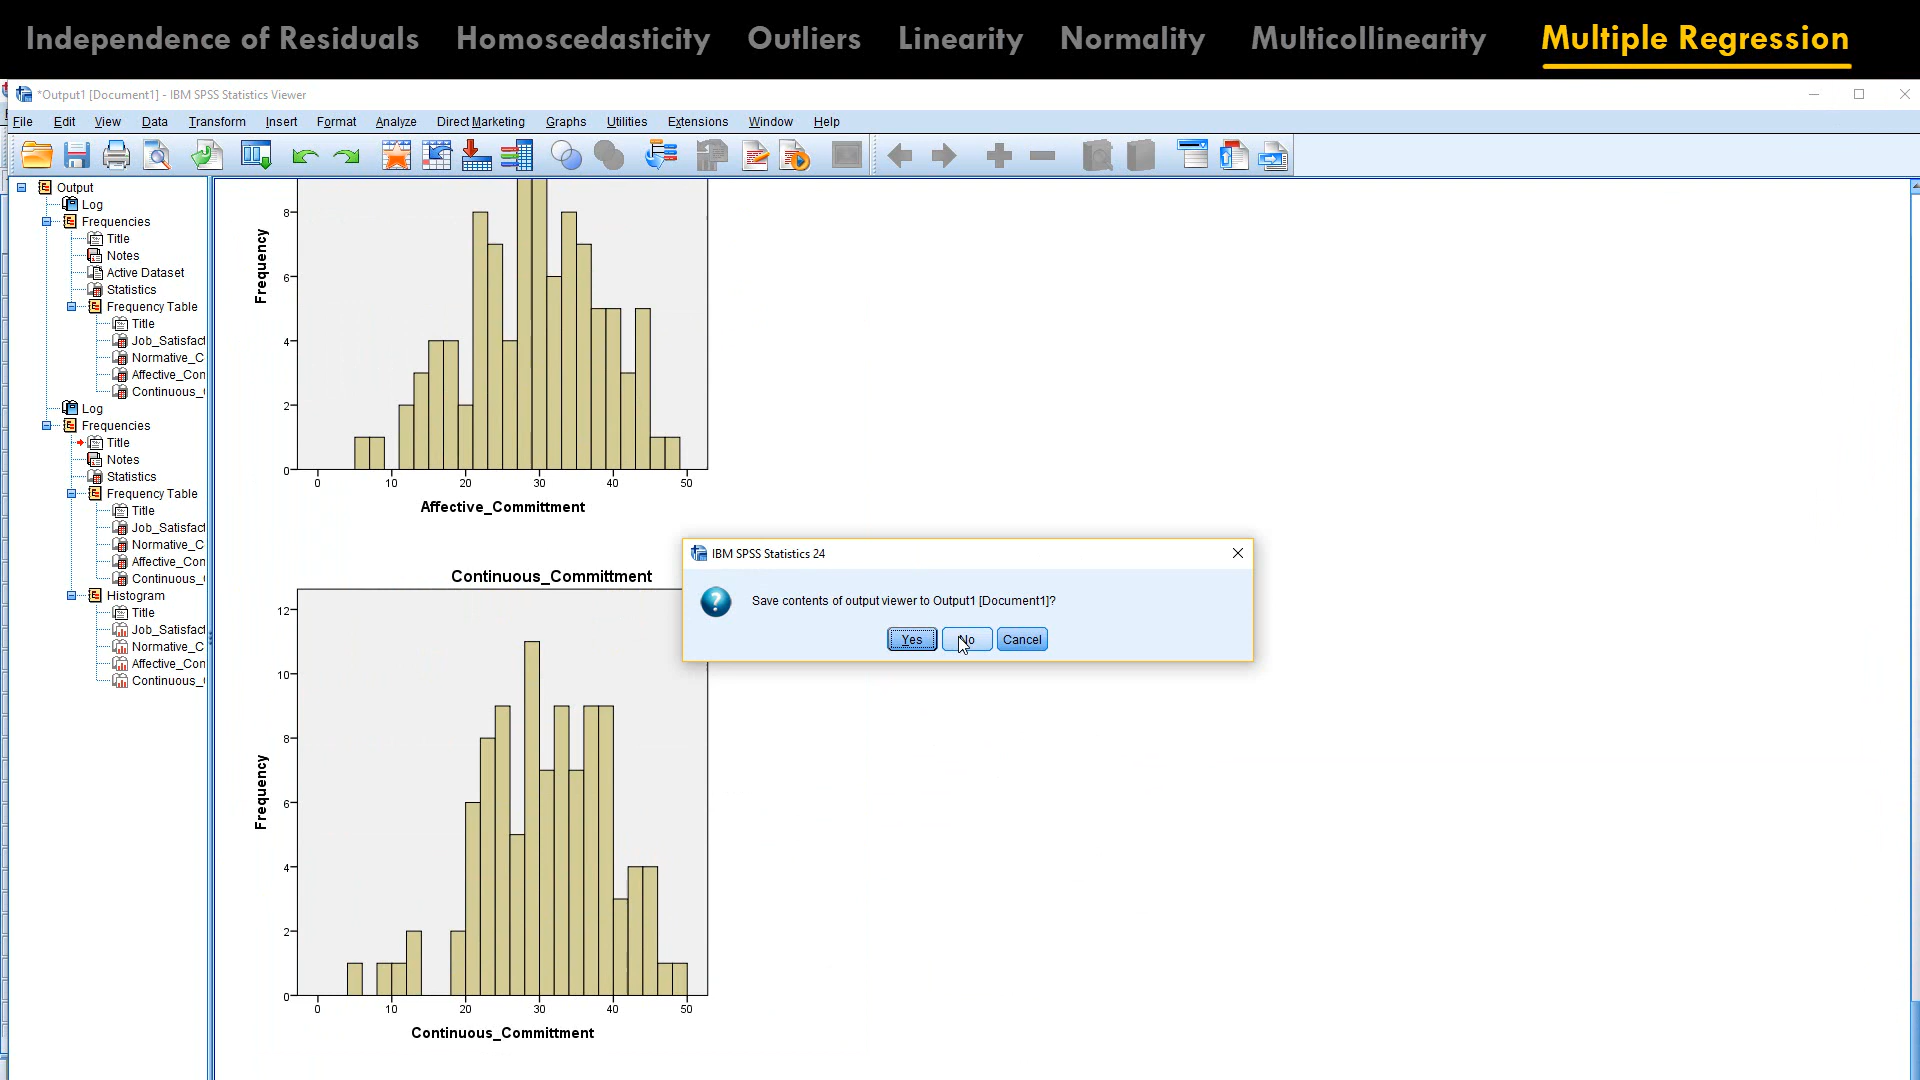 Independence of Residuals Homoscedasticity Outliers Linearity Normality Multicollinearity Multiple Regression
*Output1 [Document1] - IBM SPSS Statistics Viewer
File Edit View Data Transform Insert Format Analyze Direct Marketing Graphs Utilities Extensions Window Help
Output
Log
Frequencies
Title
Notes
Active Dataset
Statistics
Frequency Table
Title
Job_Satisfact
Normative_C
Affective_Con
Continuous_
Log
Frequencies
Title
Notes
Statistics
Frequency Table
Title
Job_Satisfact
Normative_C
Affective_Con
Continuous_
Histogram
Title
Job_Satisfact
Normative_C
Affective_Con
Continuous_
Frequency
8
6
4
2
0
0 10 20 30 40 50
Affective_Committment
Continuous_Committment
Frequency
12
10
8
6
4
2
0
0 10 20 30 40 50
Continuous_Committment
IBM SPSS Statistics 24
Save contents of output viewer to Output1 [Document1]?
Yes No Cancel